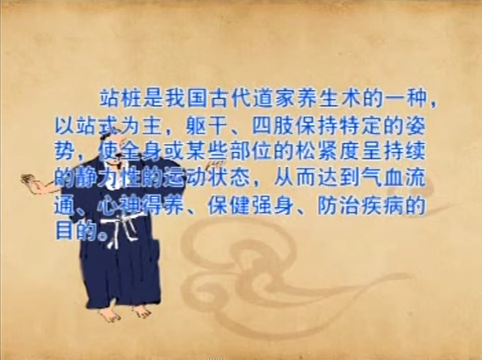 站桩是我国古代道家养生术的一种，
以站式为主，躯干、四肢保持特定的姿
势，使全身或某些部位的松紧度呈持续
的静力性的运动状态，从而达到气血流
通、心神得养、保健强身、防治疾病的
目的。